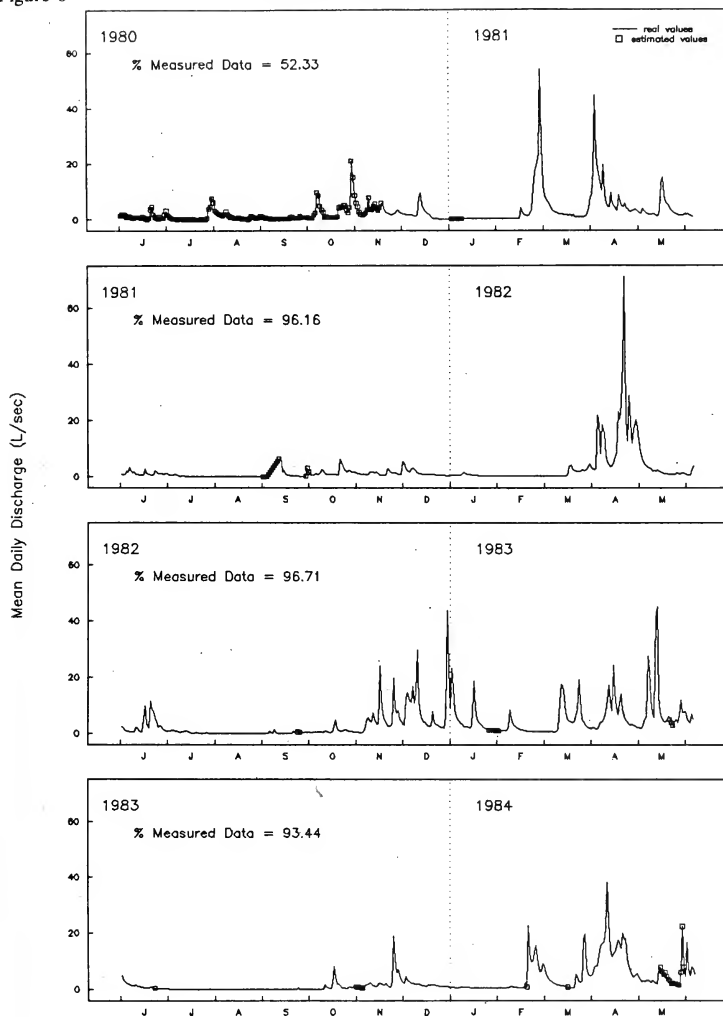 1980
1981
real values
estimated values
% Measured Data = 52.33
60
40
20
0
J J A S O N D J F M A M
1981
1982
% Measured Data = 96.16
60
40
20
0
J J A S O N D J F M A M
Mean Daily Discharge (L/sec)
1982
1983
% Measured Data = 96.71
60
40
20
0
J J A S O N D J F M A M
1983
1984
% Measured Data = 93.44
60
40
20
0
J J A S O N D J F M A M